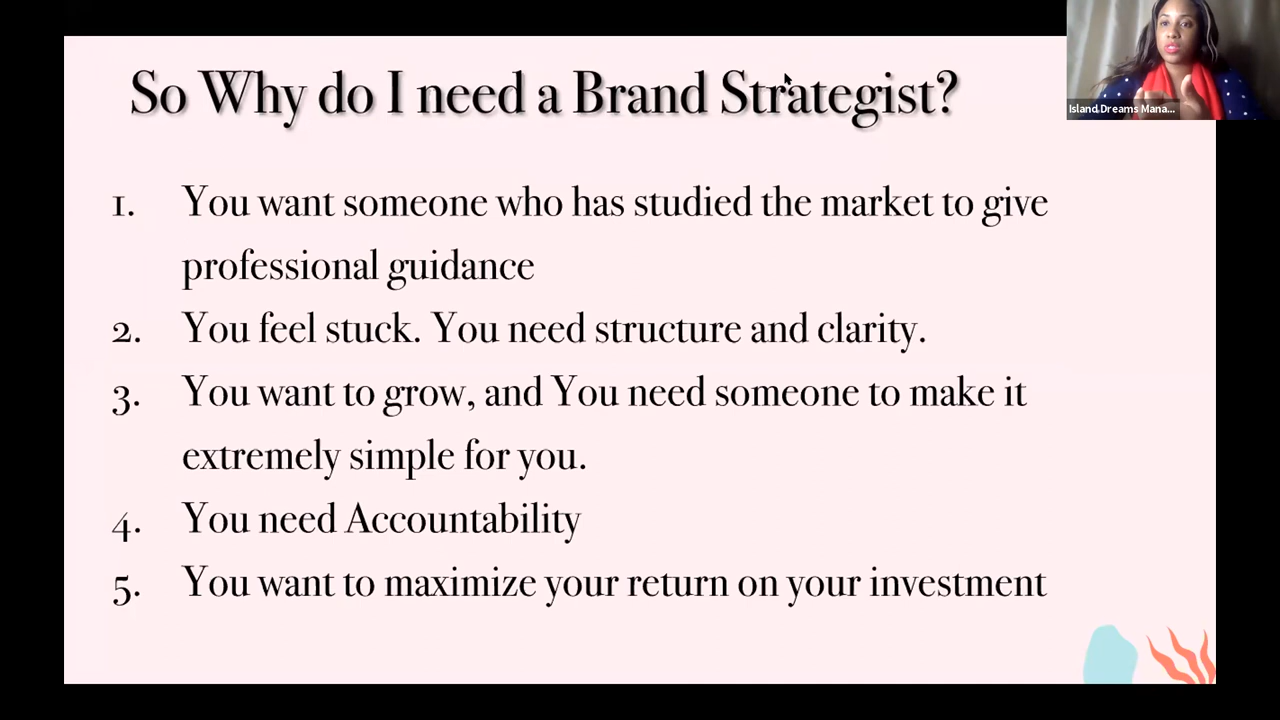 So Why do I need a Brand Strategist?
Island Dreams Mana...
1. You want someone who has studied the market to give
professional guidance
2. You feel stuck. You need structure and clarity.
3. You want to grow, and You need someone to make it
extremely simple for you.
4. You need Accountability
5. You want to maximize your return on your investment